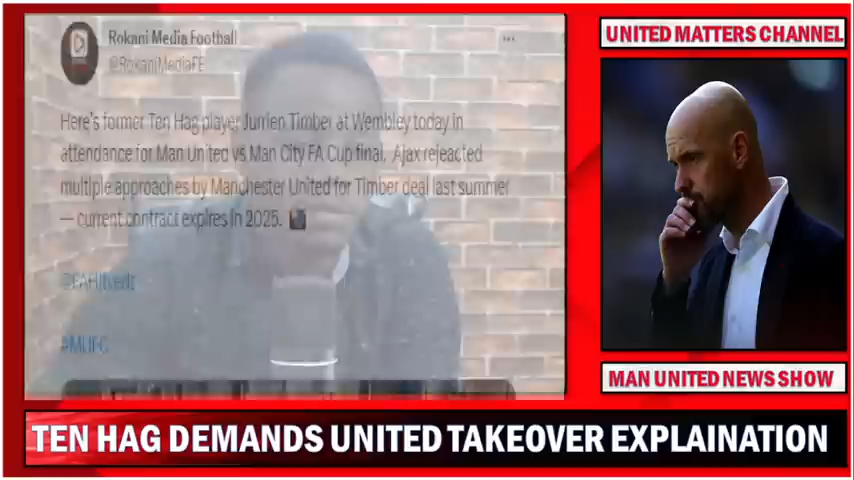 Rokani Media Football
@RokaniMediaFE
Here's former Ten Hag player Jurrien Timber at Wembley today in
attendance for Man United vs Man City FA Cup final. Ajax rejeacted
multiple approaches by Manchester United for Timber deal last summer
— current contract expires in 2025.
#MUFC
UNITED MATTERS CHANNEL
MAN UNITED NEWS SHOW
TEN HAG DEMANDS UNITED TAKEOVER EXPLAINATION